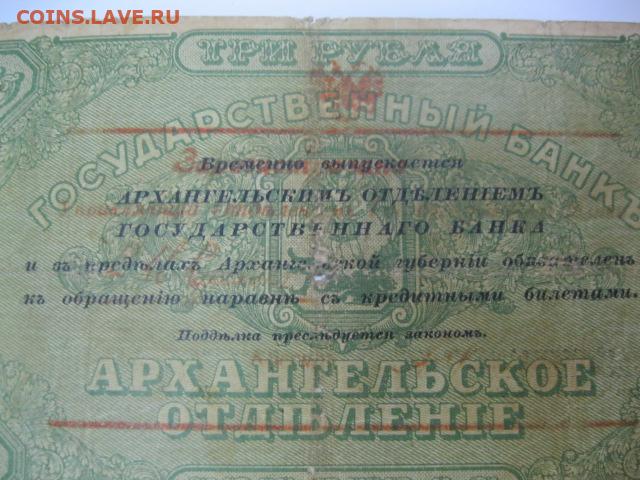 COINS.LAVE.RU
ТРИ РУБЛЯ
ГОСУДАРСТВЕННЫЙ БАНКЪ
Временно выпускается
АРХАНГЕЛЬСКИМЪ ОТДѢЛЕНІЕМЪ
ГОСУДАРСТВЕННАГО БАНКА
и въ предѣлахъ Архангельской губерніи обязателенъ
къ обращенію наравнѣ съ кредитными билетами.
Поддѣлка преслѣдуется закономъ.
АРХАНГЕЛЬСКОЕ
ОТДѢЛЕНІЕ